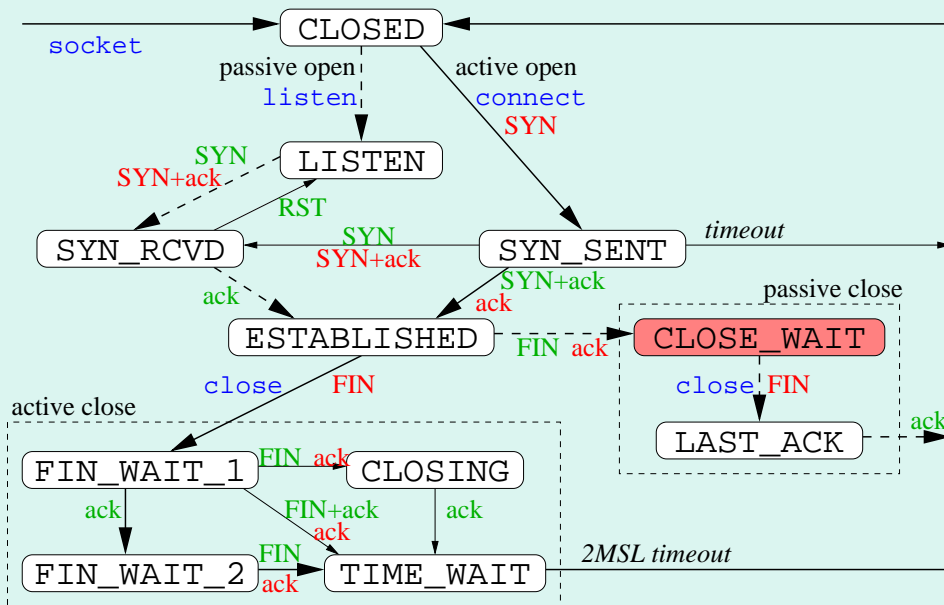 CLOSED
socket
passive open
active open
listen
connect
SYN
LISTEN
SYN
SYN+ack
RST
SYN_RCVD
SYN
SYN+ack
SYN_SENT
timeout
ack
SYN+ack
ack
passive close
ESTABLISHED
FIN ack
CLOSE_WAIT
close FIN
close FIN
active close
LAST_ACK
ack
FIN_WAIT_1
FIN ack
CLOSING
ack
FIN+ack
ack
ack
FIN_WAIT_2
FIN
ack
TIME_WAIT
2MSL timeout